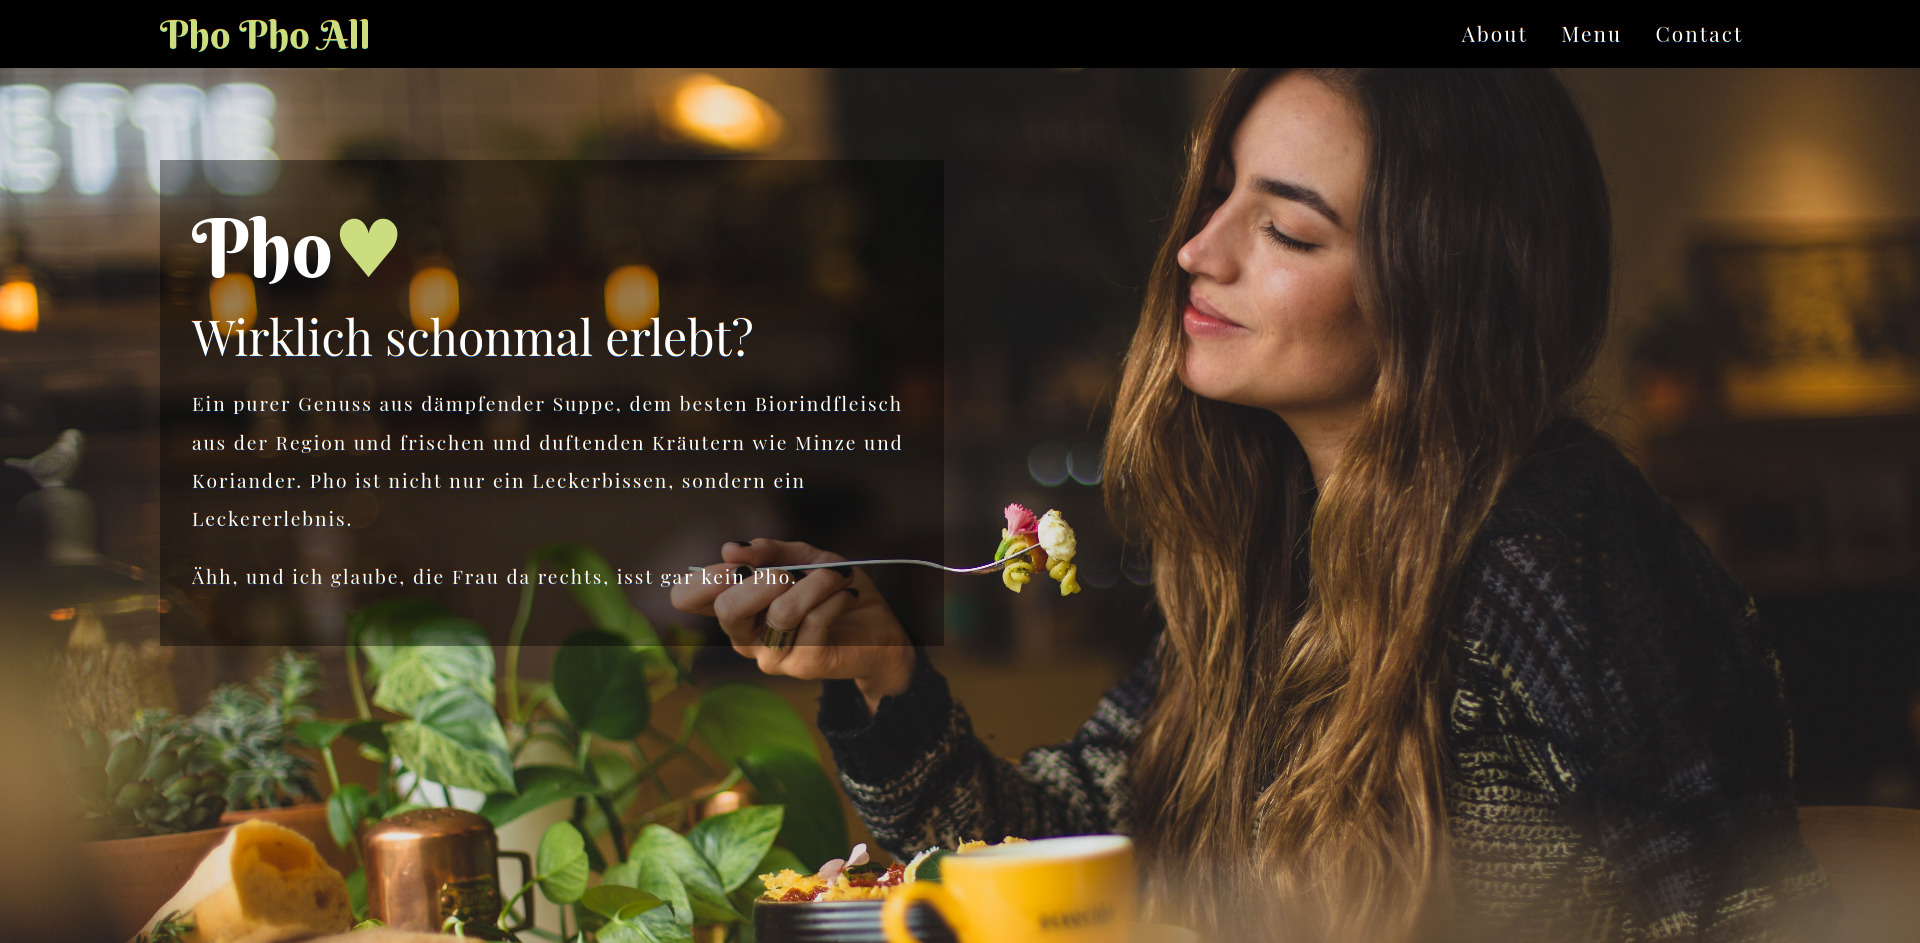 Pho Pho All
About Menu Contact
ETTE
Pho♥
Wirklich schonmal erlebt?
Ein purer Genuss aus dämpfender Suppe, dem besten Biorindfleisch
aus der Region und frischen und duftenden Kräutern wie Minze und
Koriander. Pho ist nicht nur ein Leckerbissen, sondern ein
Leckererlebnis.
Ähh, und ich glaube, die Frau da rechts, isst gar kein Pho.